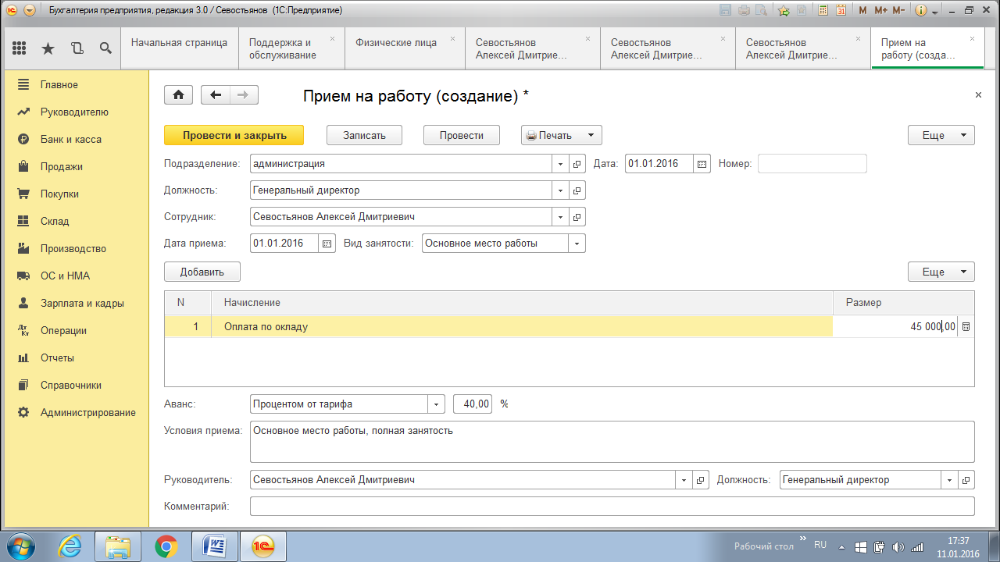 Бухгалтерия предприятия, редакция 3.0 / Севостьянов (1С:Предприятие)
M M+ M-
Начальная страница
Поддержка и
обслуживание
Физические лица
Севостьянов
Алексей Дмитрие...
Севостьянов
Алексей Дмитрие...
Севостьянов
Алексей Дмитрие...
Прием на
работу (созда...
Главное
Руководителю
Банк и касса
Продажи
Покупки
Склад
Производство
ОС и НМА
Зарплата и кадры
Операции
Отчеты
Справочники
Администрирование
Прием на работу (создание) *
Провести и закрыть
Записать
Провести
Печать
Еще
Подразделение: администрация Дата: 01.01.2016 Номер:
Должность: Генеральный директор
Сотрудник: Севостьянов Алексей Дмитриевич
Дата приема: 01.01.2016 Вид занятости: Основное место работы
Добавить
Еще
N Начисление Размер
1 Оплата по окладу 45 000,00
Аванс: Процентом от тарифа 40,00 %
Условия приема: Основное место работы, полная занятость
Руководитель: Севостьянов Алексей Дмитриевич Должность: Генеральный директор
Комментарий:
Рабочий стол » RU 17:37
11.01.2016